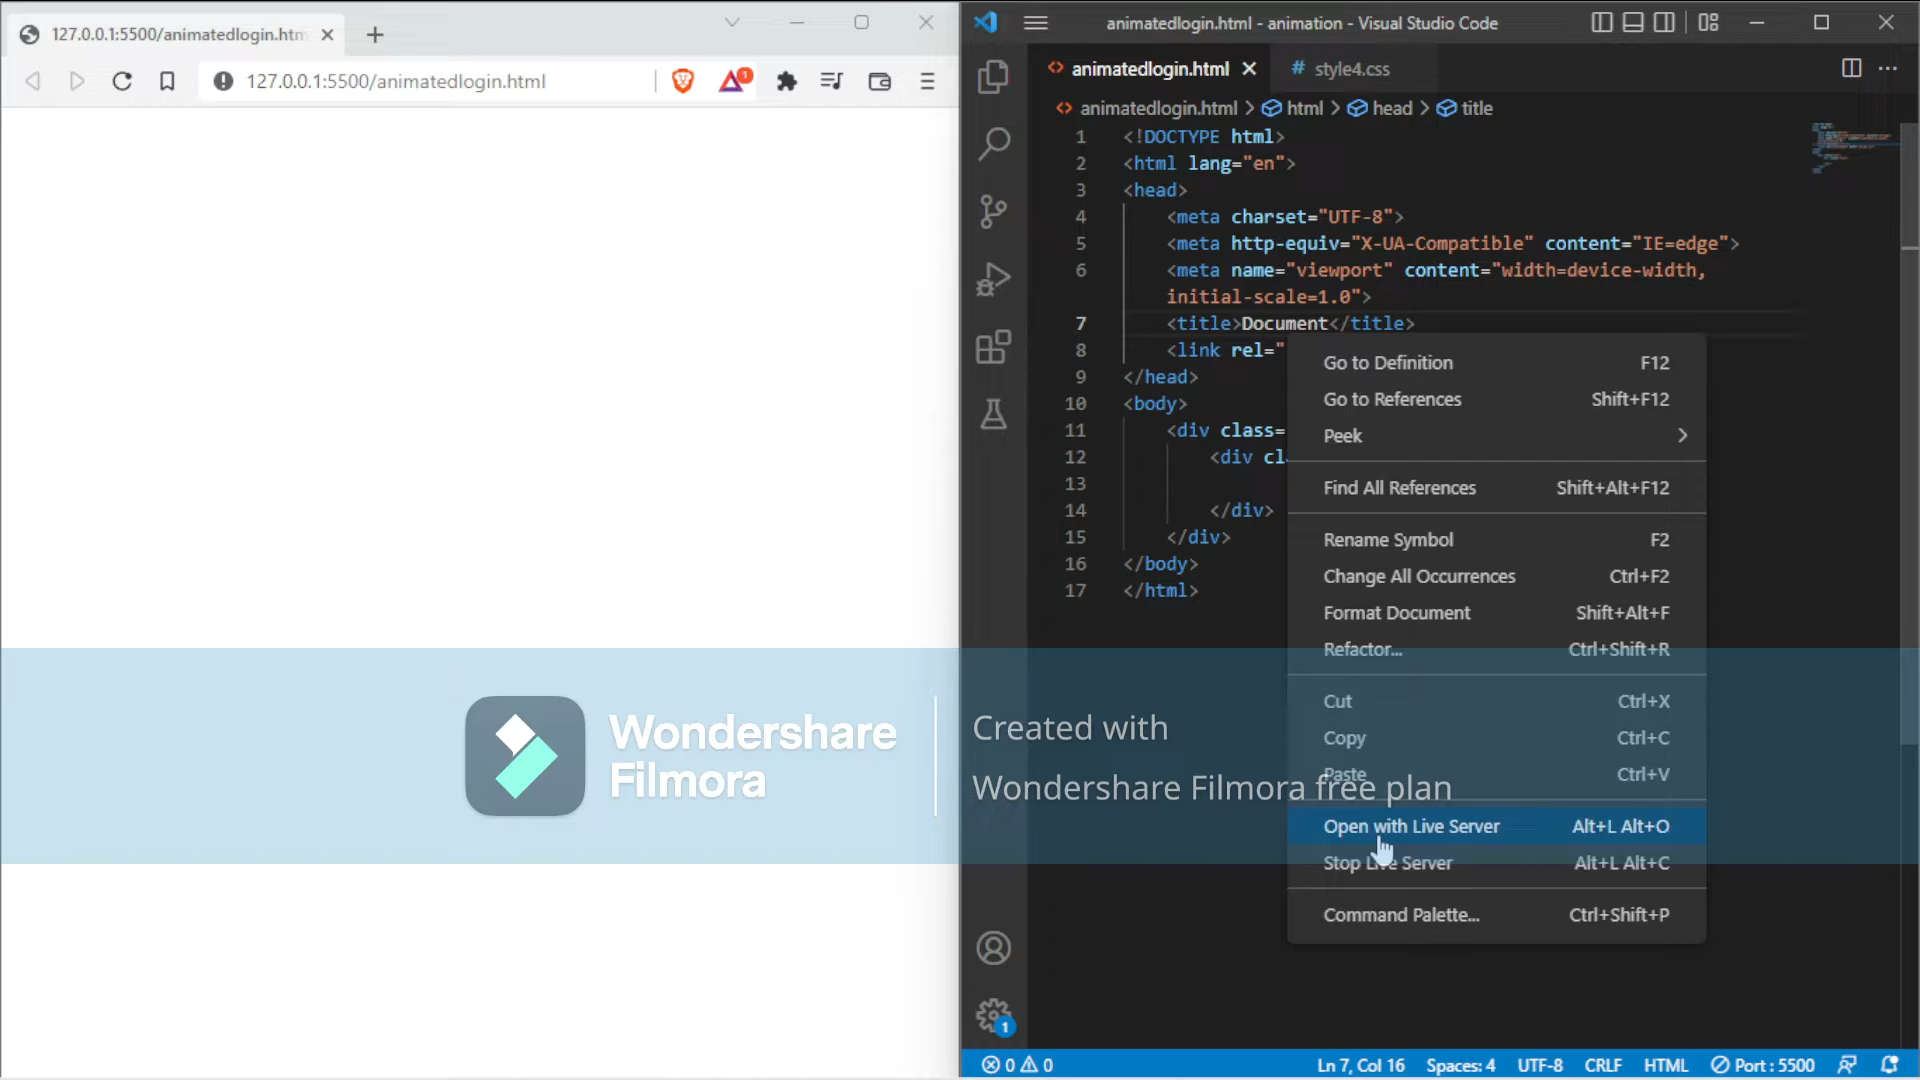 127.0.0.1:5500/animatedlogin.htm
127.0.0.1:5500/animatedlogin.html
1
animatedlogin.html - animation - Visual Studio Code
animatedlogin.html
# style4.css
animatedlogin.html > html > head > title
1 <!DOCTYPE html>
2 <html lang="en">
3 <head>
4 <meta charset="UTF-8">
5 <meta http-equiv="X-UA-Compatible" content="IE=edge">
6 <meta name="viewport" content="width=device-width,
initial-scale=1.0">
7 <title>Document</title>
8 <link rel="
9 </head>
10 <body>
11 <div class=
12 <div cl
13
14 </div>
15 </div>
16 </body>
17 </html>
Go to Definition F12
Go to References Shift+F12
Peek
Find All References Shift+Alt+F12
Rename Symbol F2
Change All Occurrences Ctrl+F2
Format Document Shift+Alt+F
Refactor... Ctrl+Shift+R
Cut Ctrl+X
Copy Ctrl+C
Paste Ctrl+V
Open with Live Server Alt+L Alt+O
Stop Live Server Alt+L Alt+C
Command Palette... Ctrl+Shift+P
Wondershare
Filmora
Created with
Wondershare Filmora free plan
1
0 0
Ln 7, Col 16 Spaces: 4 UTF-8 CRLF HTML Port : 5500